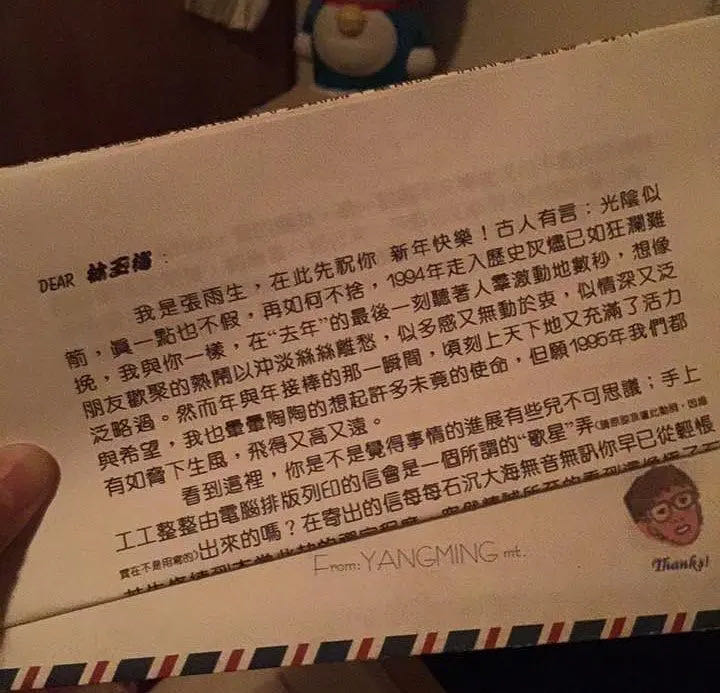 DEAR 林玉梅:
我是張雨生,在此先祝你 新年快樂!古人有言:光陰似
箭,真一點也不假,再如何不捨,1994年走入歷史灰燼已如狂瀾難
挽,我與你一樣,在“去年”的最後一刻聽著人羣激動地數秒,想像
朋友歡聚的熱鬧以沖淡絲絲離愁,似多感又無動於衷,似情深又泛
泛略過。然而年與年接棒的那一瞬間,頃刻上天下地又充滿了活力
與希望,我也暈暈陶陶的想起許多未竟的使命,但願1995年我們都
有如脅下生風,飛得又高又遠。
看到這裡,你是不是覺得事情的進展有些兒不可思議;手上
工工整整由電腦排版列印的信會是一個所謂的“歌星”弄(請原諒我選此動詞,因爲
實在不是用寫的)出來的嗎?在寄出的信每每石沉大海無音無訊你早已從輕悵
From: YANGMING mt.
Thanks!